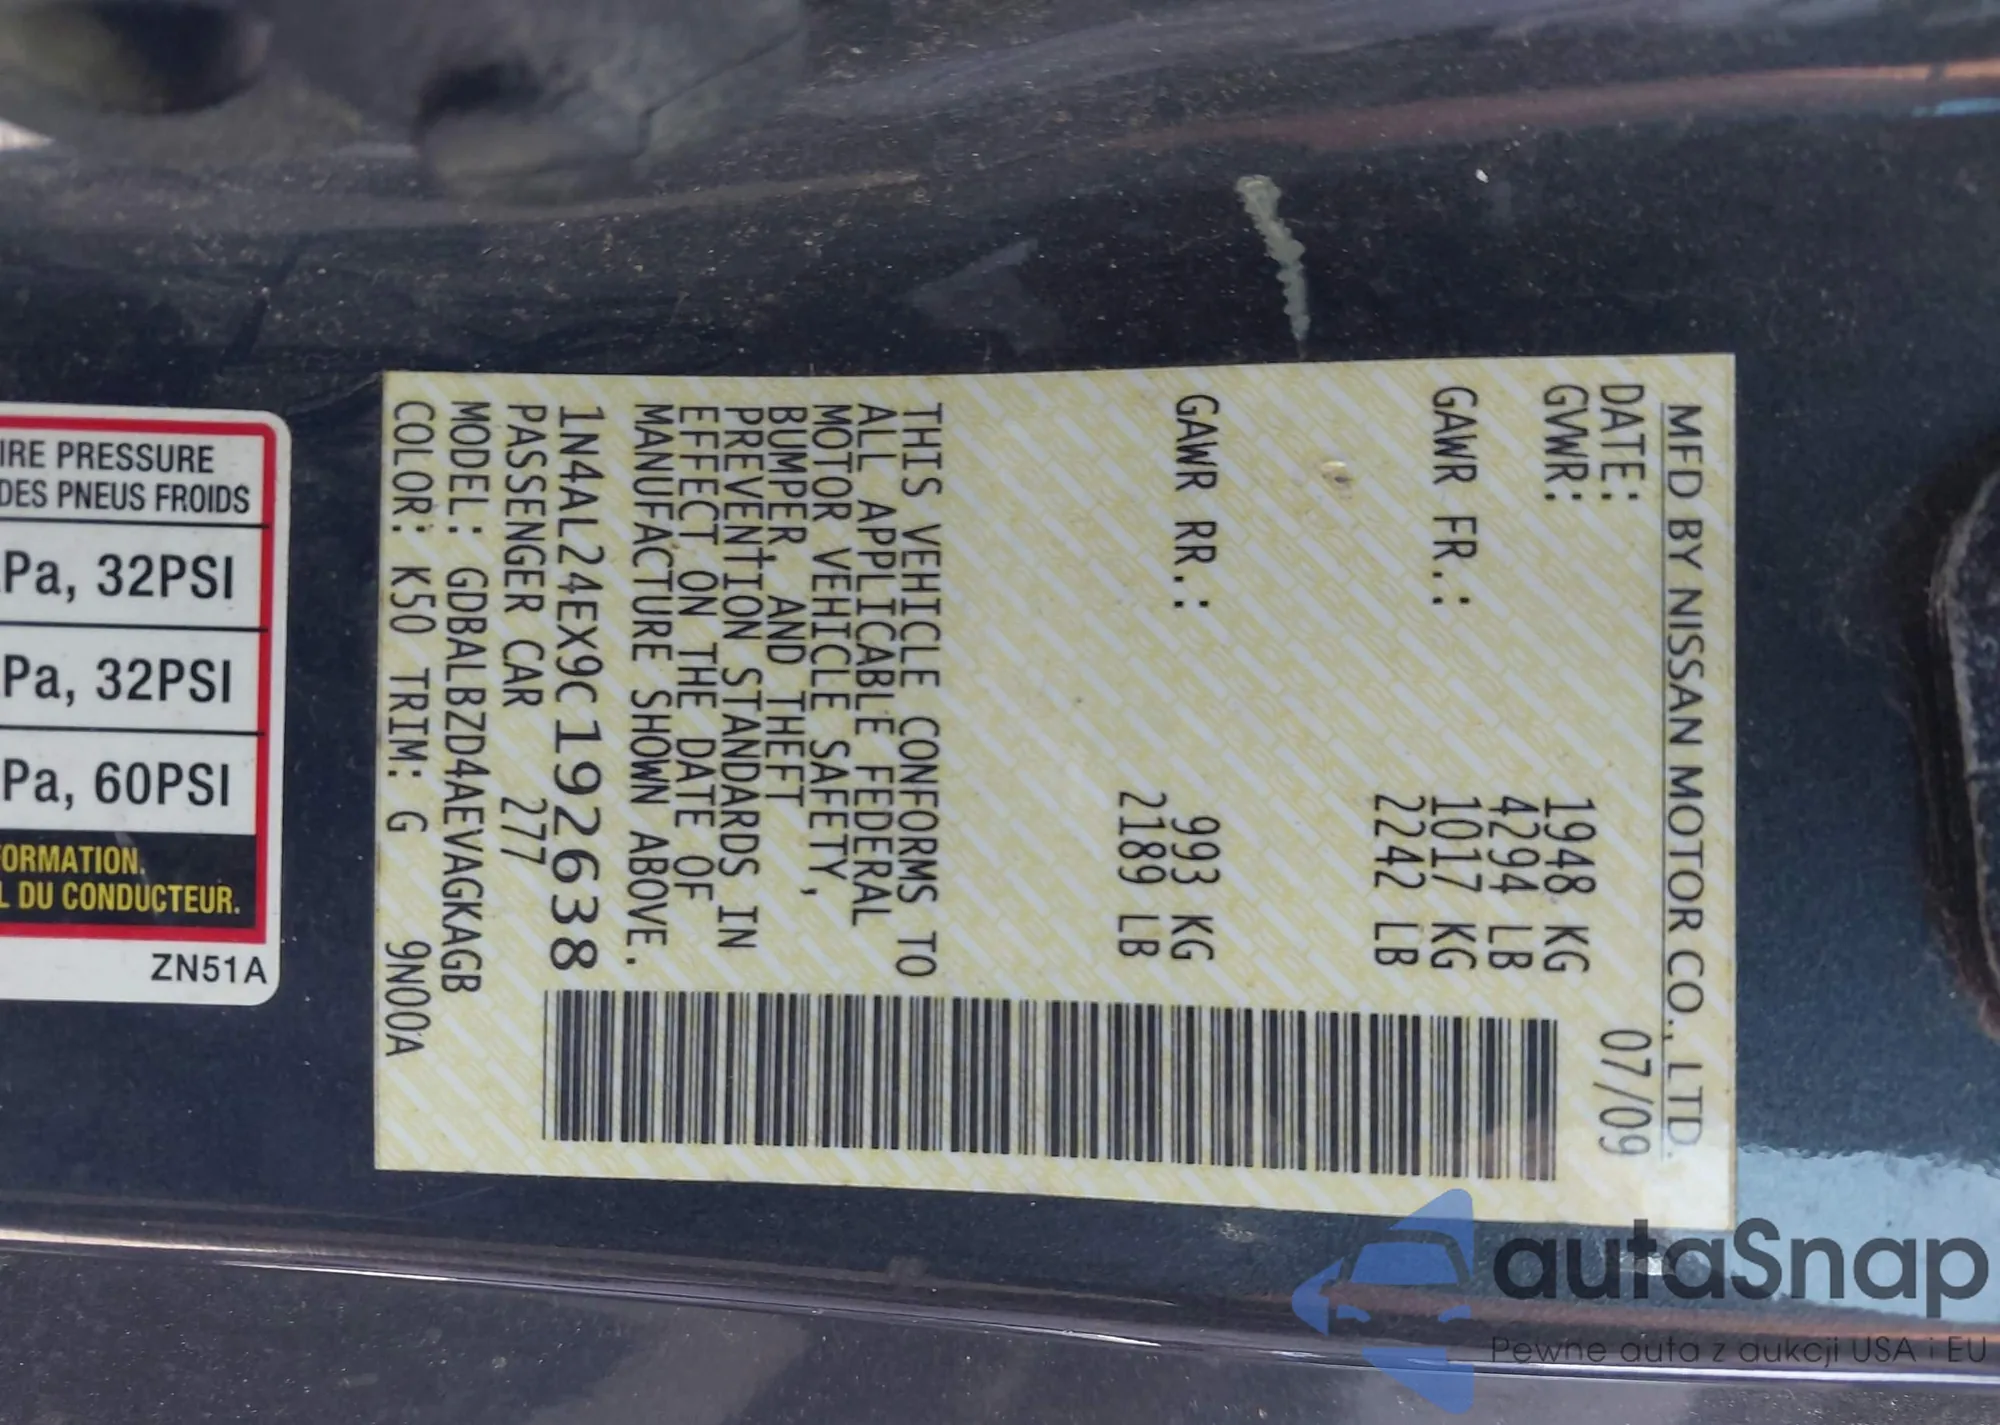 MFD BY NISSAN MOTOR CO., LTD.
DATE: 07/09
GVWR: 1948 KG
4294 LB
GAWR FR.: 1017 KG
2242 LB
GAWR RR.: 993 KG
2189 LB
THIS VEHICLE CONFORMS TO
ALL APPLICABLE FEDERAL
MOTOR VEHICLE SAFETY,
BUMPER, AND THEFT
PREVENTION STANDARDS IN
EFFECT ON THE DATE OF
MANUFACTURE SHOWN ABOVE.
1N4AL24EX9C192638
PASSENGER CAR 277
MODEL: GDBALBZD4AEVAGKAGB
COLOR: K50 TRIM: G 9N00A
IRE PRESSURE
DES PNEUS FROIDS
Pa, 32PSI
Pa, 32PSI
Pa, 60PSI
FORMATION.
L DU CONDUCTEUR.
ZN51A
autaSnap
Pewne auta z aukcji USA i EU